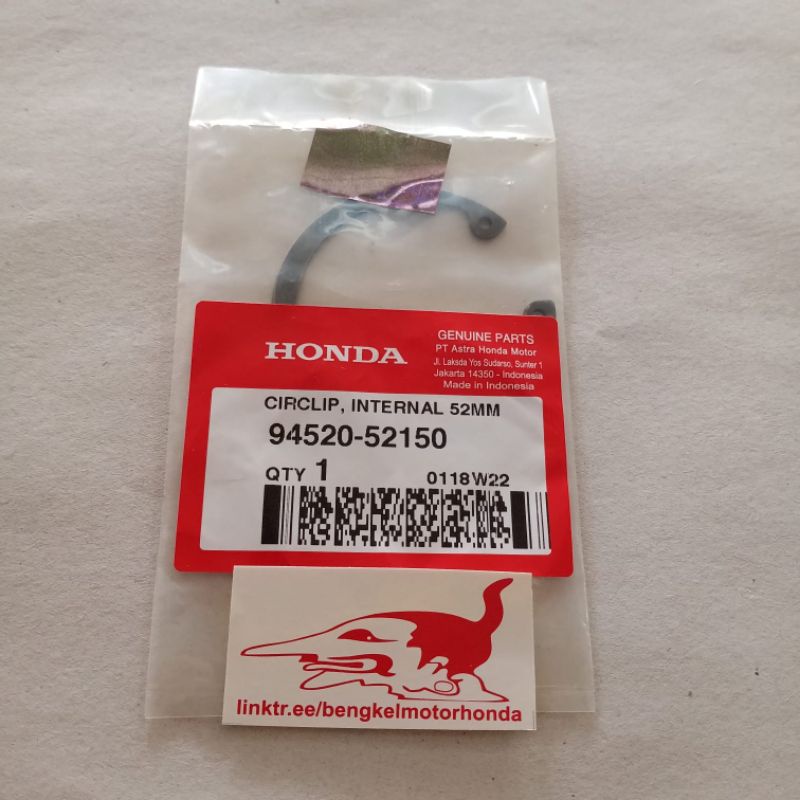 HONDA
GENUINE PARTS
PT Astra Honda Motor
Jl. Laksda Yos Sudarso, Sunter 1
Jakarta 14350 - Indonesia
Made in Indonesia
CIRCLIP, INTERNAL 52MM
94520-52150
QTY 1 0118W22
linktr.ee/bengkelmotorhonda